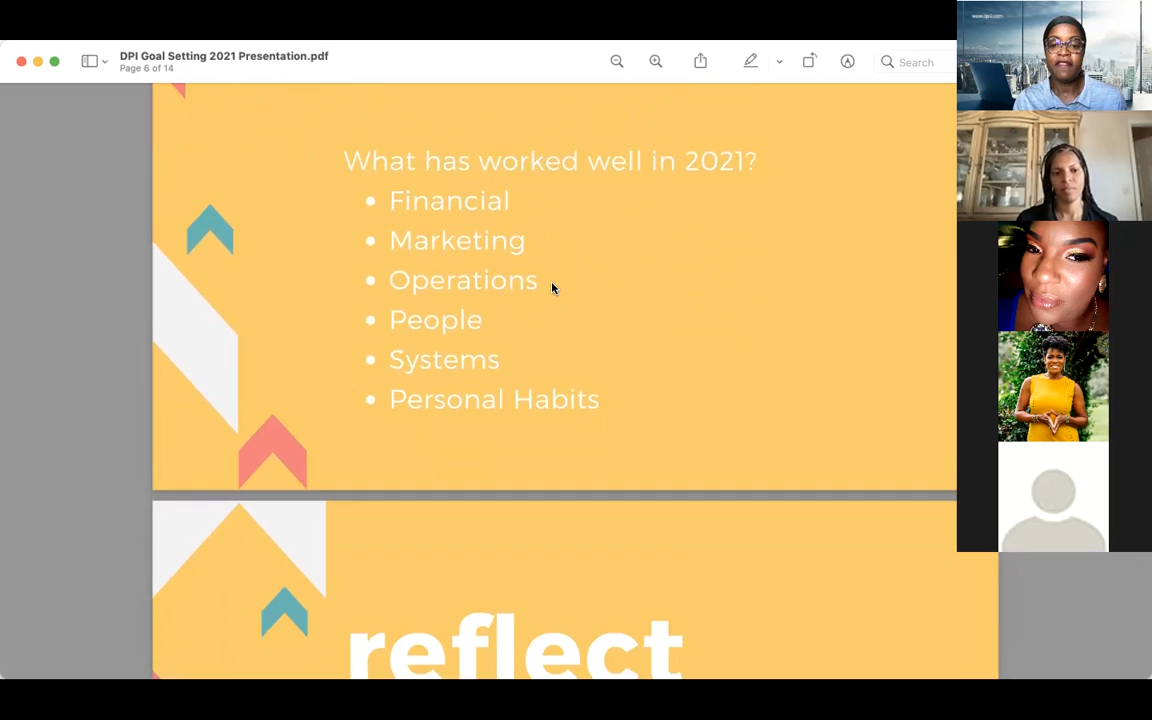 DPI Goal Setting 2021 Presentation.pdf
Page 6 of 14
Search
What has worked well in 2021?
• Financial
• Marketing
• Operations
• People
• Systems
• Personal Habits
reflect